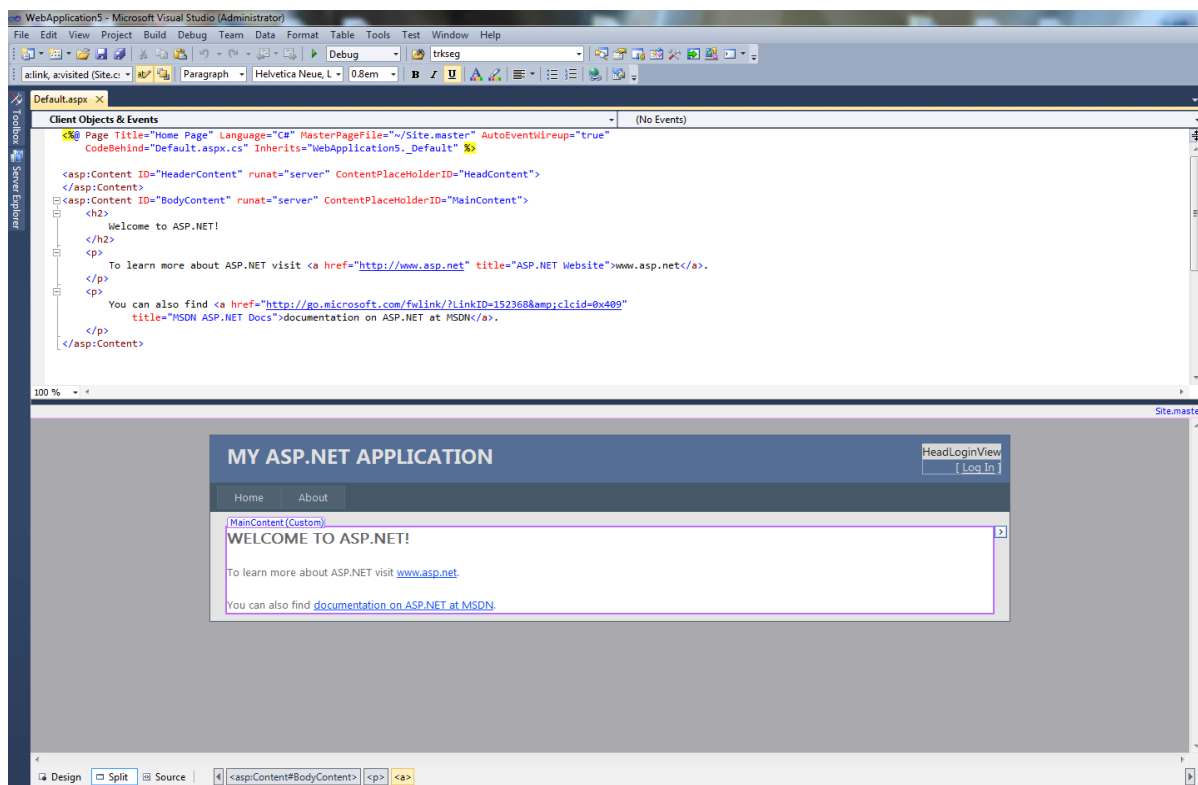 WebApplication5 - Microsoft Visual Studio (Administrator)
File Edit View Project Build Debug Team Data Format Table Tools Test Window Help
Debug trkseg
a:link, a:visited (Site.c: Paragraph Helvetica Neue, L 0.8em B I U A
Toolbox
Server Explorer
Default.aspx
Client Objects & Events (No Events)
<%@ Page Title="Home Page" Language="C#" MasterPageFile="~/Site.master" AutoEventWireup="true"
CodeBehind="Default.aspx.cs" Inherits="WebApplication5._Default" %>
<asp:Content ID="HeaderContent" runat="server" ContentPlaceHolderID="HeadContent">
</asp:Content>
<asp:Content ID="BodyContent" runat="server" ContentPlaceHolderID="MainContent">
<h2>
Welcome to ASP.NET!
</h2>
<p>
To learn more about ASP.NET visit <a href="http://www.asp.net" title="ASP.NET Website">www.asp.net</a>.
</p>
<p>
You can also find <a href="http://go.microsoft.com/fwlink/?LinkID=152368&amp;clcid=0x409"
title="MSDN ASP.NET Docs">documentation on ASP.NET at MSDN</a>.
</p>
</asp:Content>
100 %
Site.maste
MY ASP.NET APPLICATION
HeadLoginView
[ Log In ]
Home About
MainContent (Custom)
WELCOME TO ASP.NET!
To learn more about ASP.NET visit www.asp.net.
You can also find documentation on ASP.NET at MSDN.
Design Split Source <asp:Content#BodyContent> <p> <a>